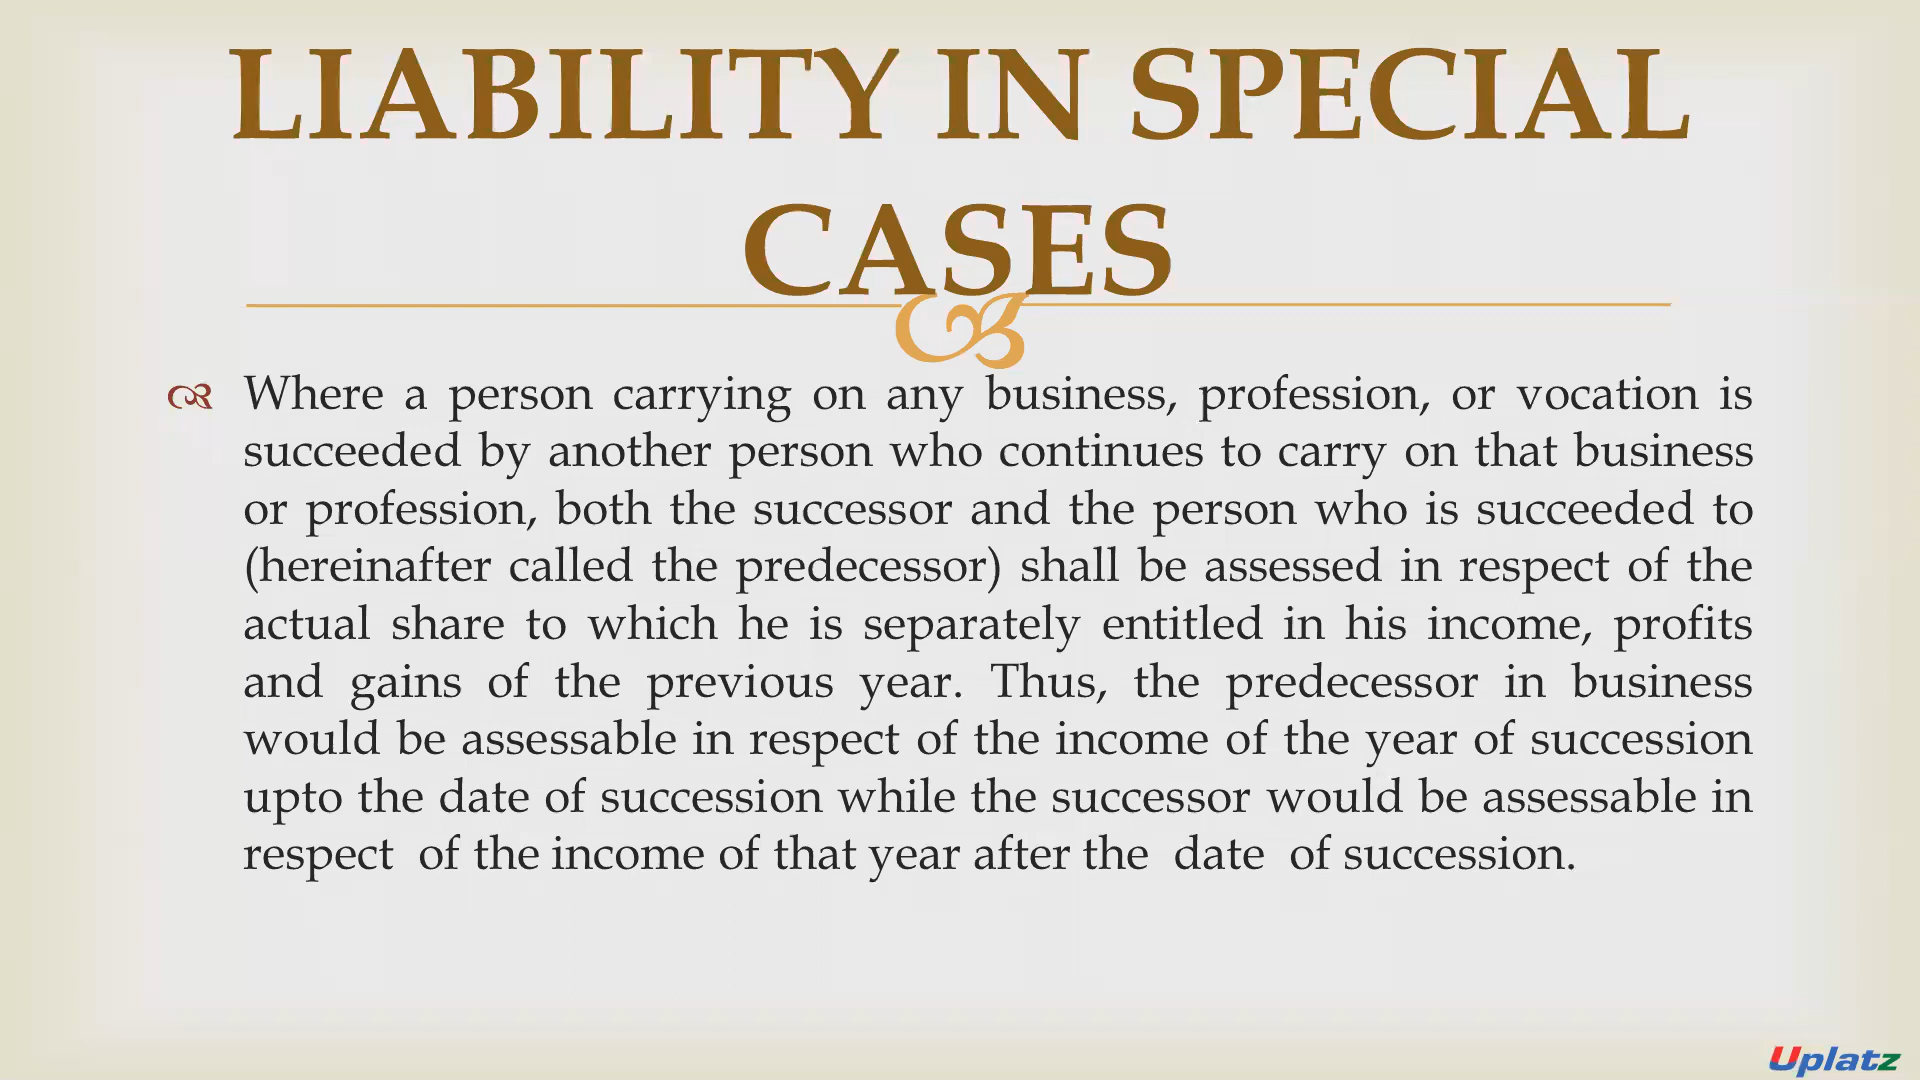 LIABILITY IN SPECIAL
CASES
Where a person carrying on any business, profession, or vocation is
succeeded by another person who continues to carry on that business
or profession, both the successor and the person who is succeeded to
(hereinafter called the predecessor) shall be assessed in respect of the
actual share to which he is separately entitled in his income, profits
and gains of the previous year. Thus, the predecessor in business
would be assessable in respect of the income of the year of succession
upto the date of succession while the successor would be assessable in
respect of the income of that year after the date of succession.
Uplatz